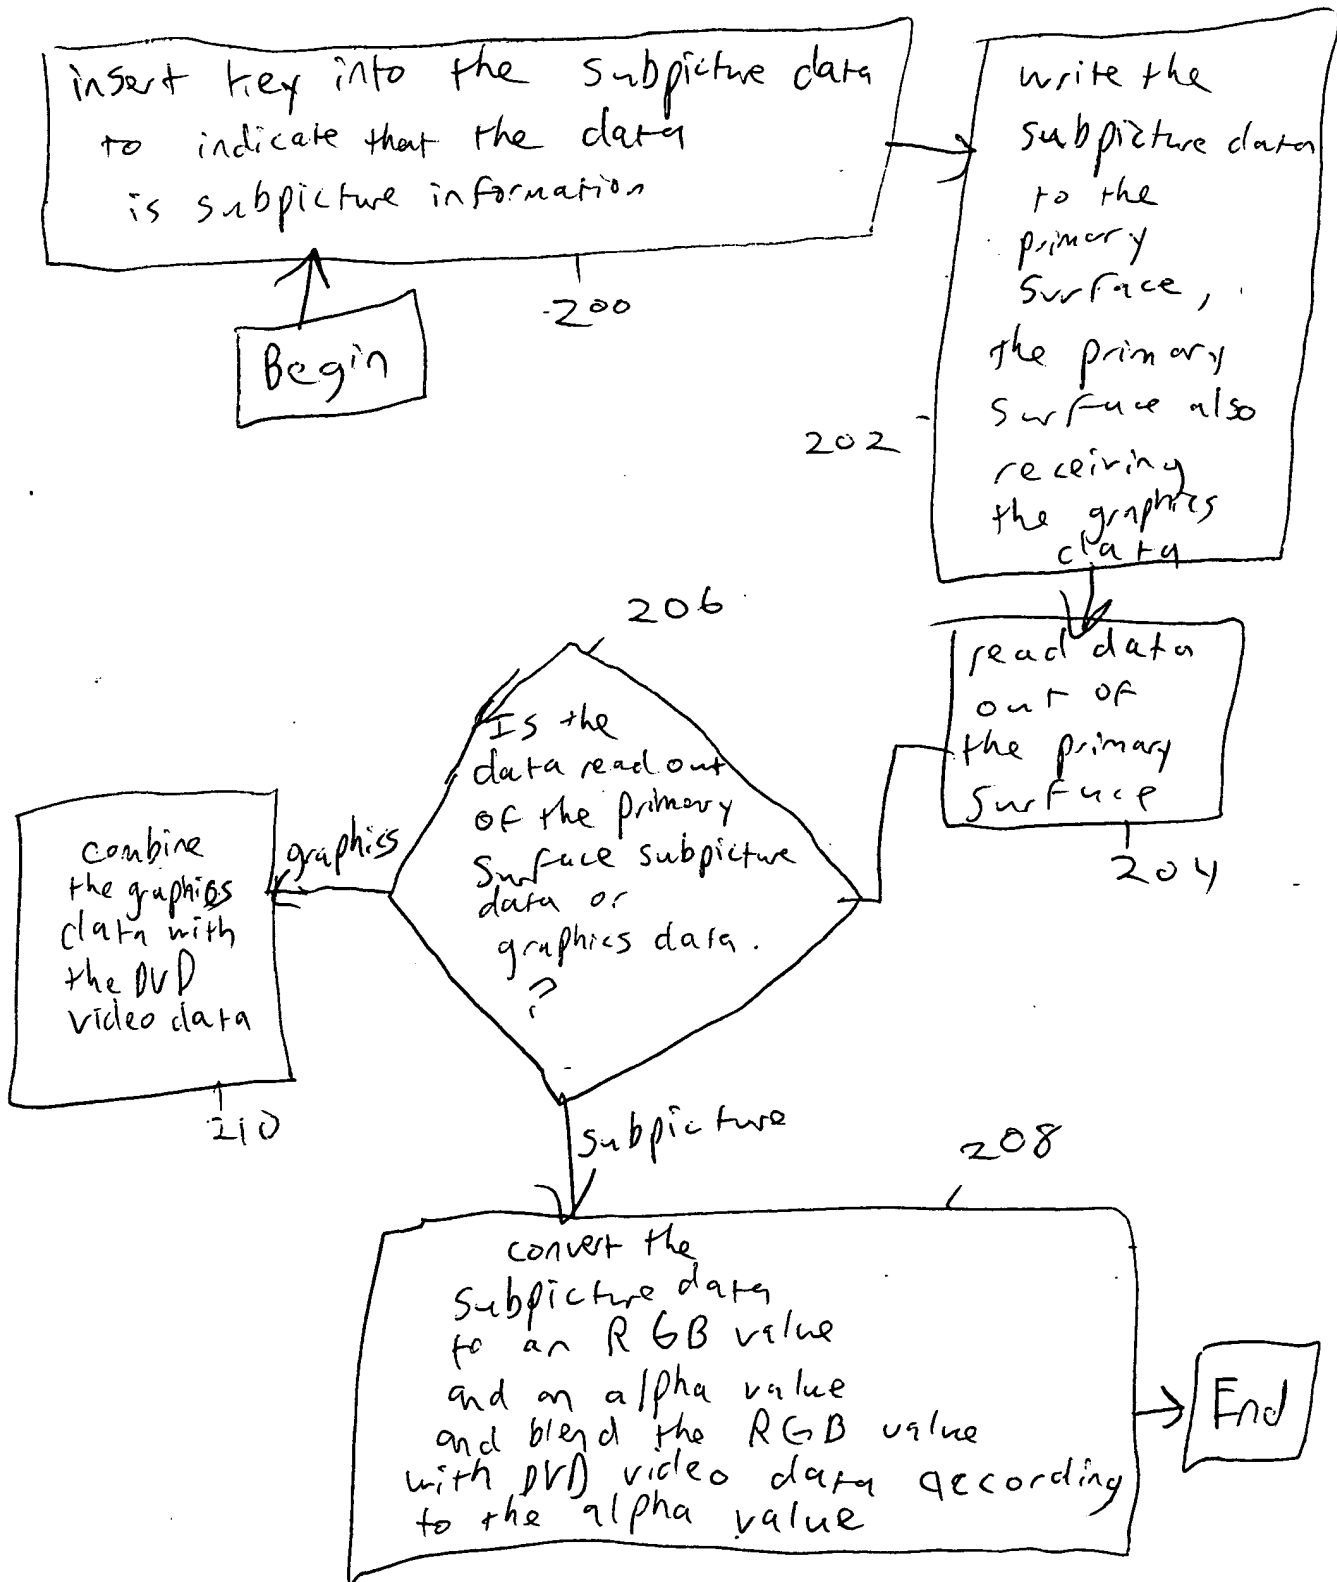 insert key into the subpicture data
to indicate that the data
is subpicture information
200
Begin
write the
subpicture data
to the
primary
surface,
the primary
surface also
receiving
the graphics
data
202
read data
out of
the primary
surface
204
206
Is the
data read out
of the primary
surface subpicture
data or
graphics data.
?
graphics
combine
the graphics
data with
the DVD
video data
210
subpicture
208
convert the
subpicture data
to an RGB value
and an alpha value
and blend the RGB value
with DVD video data according
to the alpha value
End